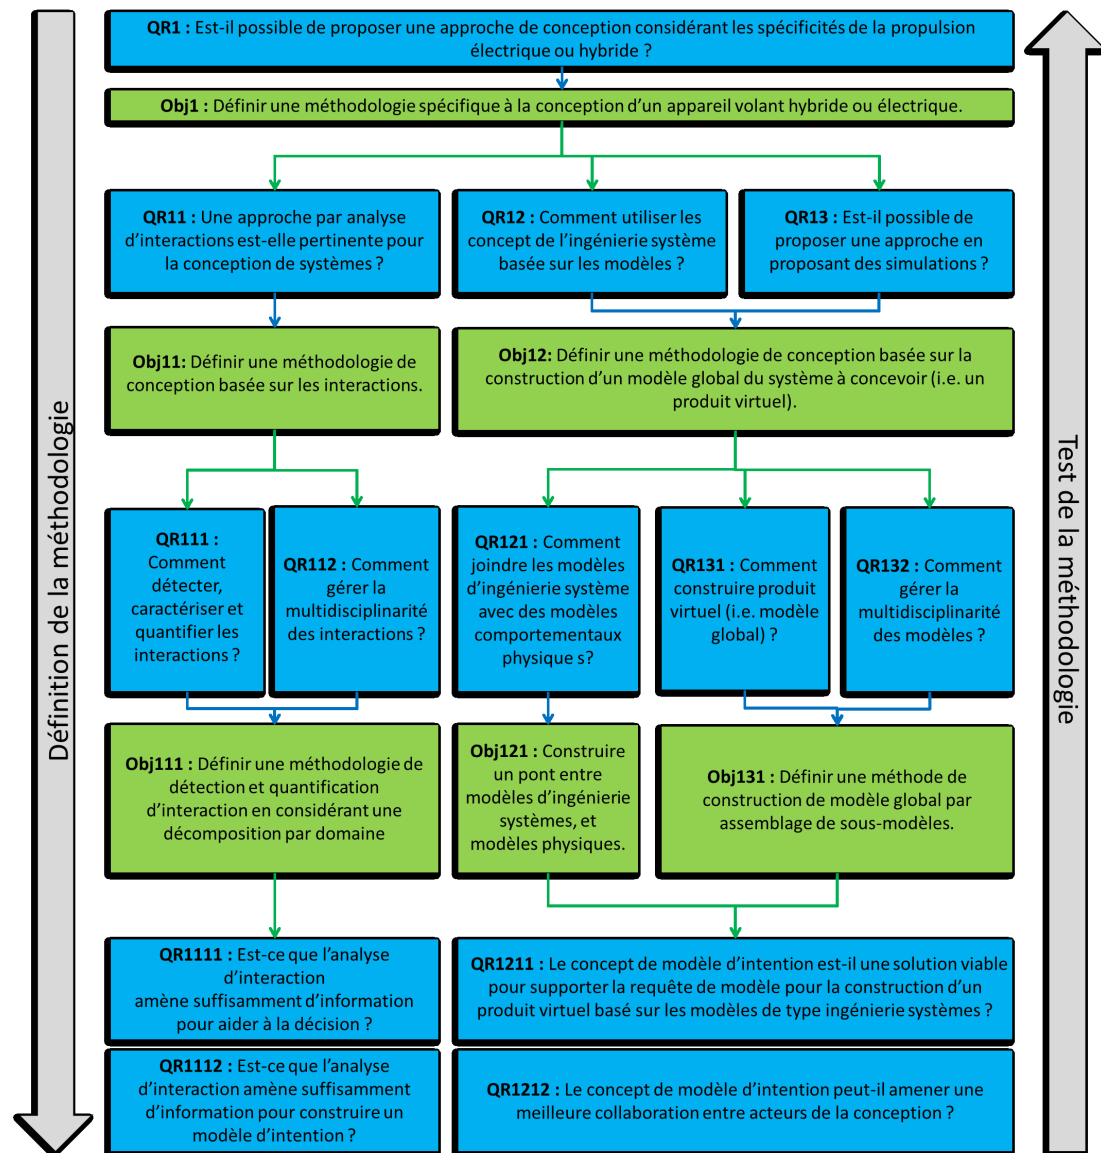 QR1 : Est-il possible de proposer une approche de conception considérant les spécificités de la propulsion
électrique ou hybride ?
Obj1 : Définir une méthodologie spécifique à la conception d’un appareil volant hybride ou électrique.
QR11 : Une approche par analyse
d’interactions est-elle pertinente pour
la conception de systèmes ?
QR12 : Comment utiliser les
concept de l’ingénierie système
basée sur les modèles ?
QR13 : Est-il possible de
proposer une approche en
proposant des simulations ?
Obj11: Définir une méthodologie de
conception basée sur les interactions.
Obj12: Définir une méthodologie de conception basée sur la
construction d’un modèle global du système à concevoir (i.e. un
produit virtuel).
QR111 :
Comment
détecter,
caractériser et
quantifier les
interactions ?
QR112 : Comment
gérer la
multidisciplinarité
des interactions ?
QR121 : Comment
joindre les modèles
d’ingénierie système
avec des modèles
comportementaux
physique s?
QR131 : Comment
construire produit
virtuel (i.e. modèle
global) ?
QR132 : Comment
gérer la
multidisciplinarité
des modèles ?
Obj111 : Définir une méthodologie de
détection et quantification
d’interaction en considérant une
décomposition par domaine
Obj121 : Construire
un pont entre
modèles d’ingénierie
systèmes, et
modèles physiques.
Obj131 : Définir une méthode de
construction de modèle global par
assemblage de sous-modèles.
QR1111 : Est-ce que l’analyse
d’interaction
amène suffisamment d’information
pour aider à la décision ?
QR1211 : Le concept de modèle d’intention est-il une solution viable
pour supporter la requête de modèle pour la construction d’un
produit virtuel basé sur les modèles de type ingénierie systèmes ?
QR1112 : Est-ce que l’analyse
d’interaction amène suffisamment
d’information pour construire un
modèle d’intention ?
QR1212 : Le concept de modèle d’intention peut-il amener une
meilleure collaboration entre acteurs de la conception ?
Définition de la méthodologie
Test de la méthodologie